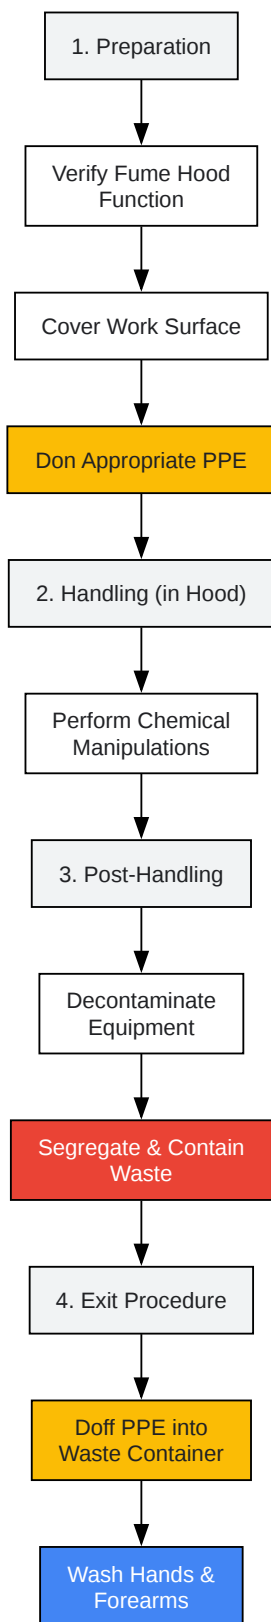 1. Preparation
Verify Fume Hood
Function
Cover Work Surface
Don Appropriate PPE
2. Handling (in Hood)
Perform Chemical
Manipulations
3. Post-Handling
Decontaminate
Equipment
Segregate & Contain
Waste
4. Exit Procedure
Doff PPE into
Waste Container
Wash Hands &
Forearms